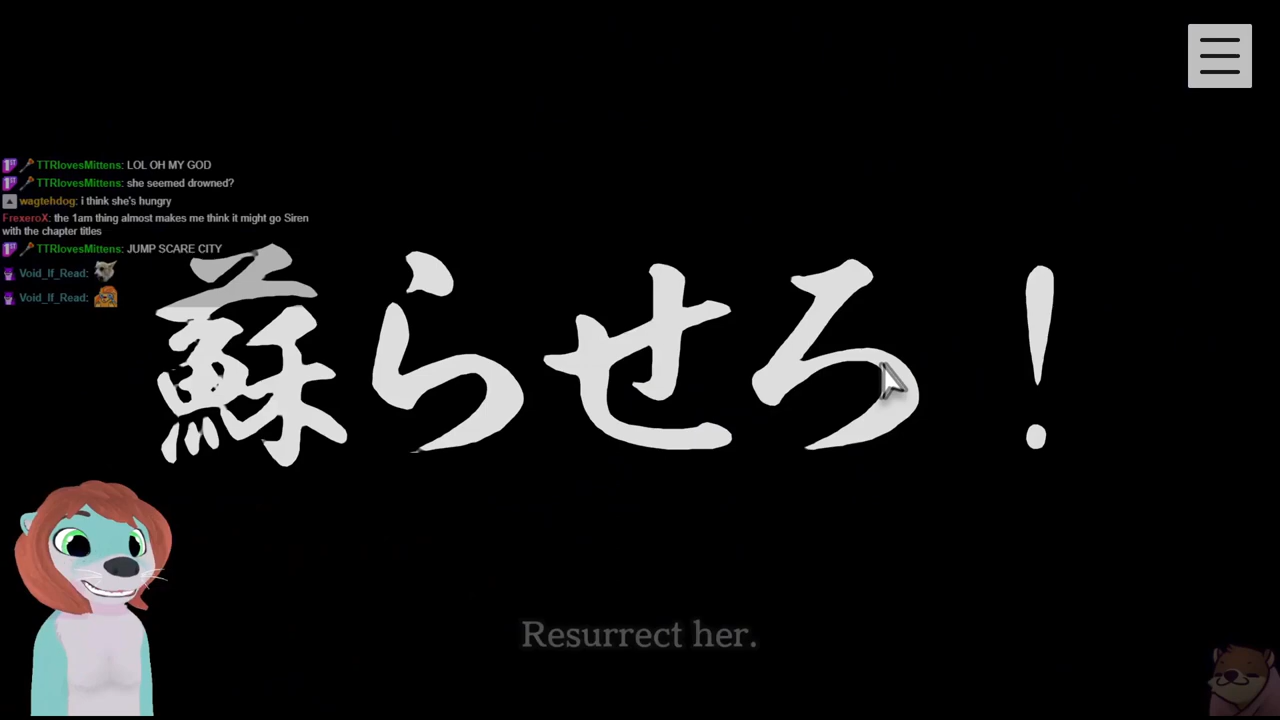 TTRlovesMittens: LOL OH MY GOD
TTRlovesMittens: she seemed drowned?
wagtehdog: i think she's hungry
FrexeroX: the 1am thing almost makes me think it might go Siren
with the chapter titles
TTRlovesMittens: JUMP SCARE CITY
Void_If_Read:
Void_If_Read:
蘇らせろ！
Resurrect her.